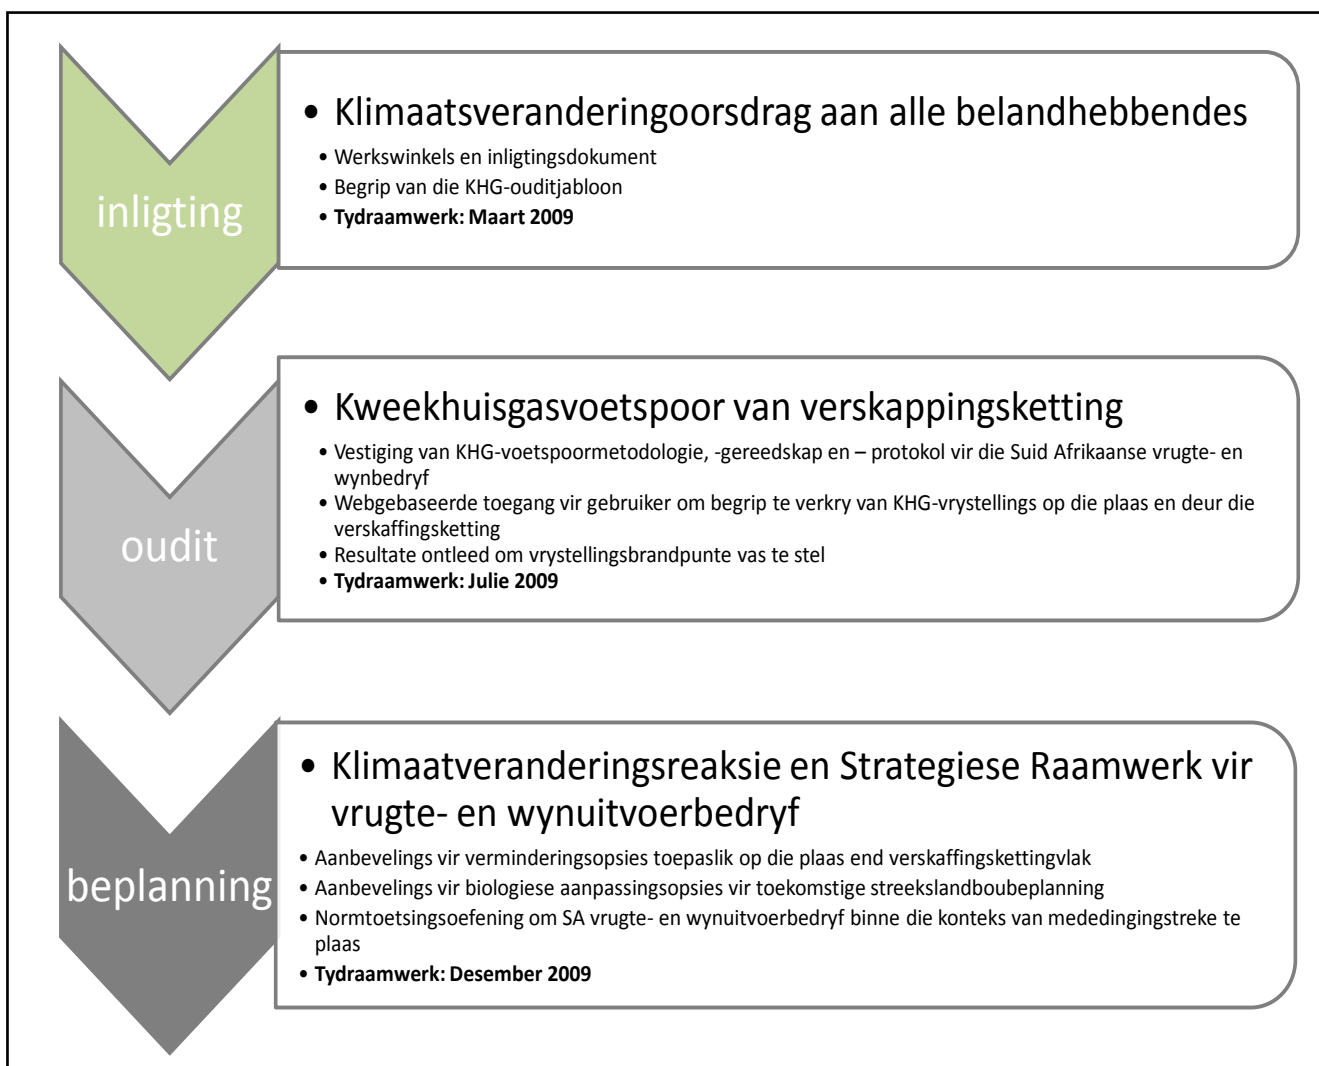 inligting
• Klimaatsveranderingoorsdrag aan alle belandhebbendes
• Werkswinkels en inligtingsdokument
• Begrip van die KHG-ouditjabloon
• Tydraamwerk: Maart 2009
oudit
• Kweekhuisgasvoetspoor van verskappingsketting
• Vestiging van KHG-voetspoormetodologie, -gereedskap en – protokol vir die Suid Afrikaanse vrugte- en
wynbedryf
• Webgebaseerde toegang vir gebruiker om begrip te verkry van KHG-vrystellings op die plaas en deur die
verskaffingsketting
• Resultate ontleed om vrystellingsbrandpunte vas te stel
• Tydraamwerk: Julie 2009
beplanning
• Klimaatveranderingsreaksie en Strategiese Raamwerk vir
vrugte- en wynuitvoerbedryf
• Aanbevelings vir verminderingsopsies toepaslik op die plaas end verskaffingskettingvlak
• Aanbevelings vir biologiese aanpassingsopsies vir toekomstige streekslandboubeplanning
• Normtoetsingsoefening om SA vrugte- en wynuitvoerbedryf binne die konteks van mededingingstreke te
plaas
• Tydraamwerk: Desember 2009